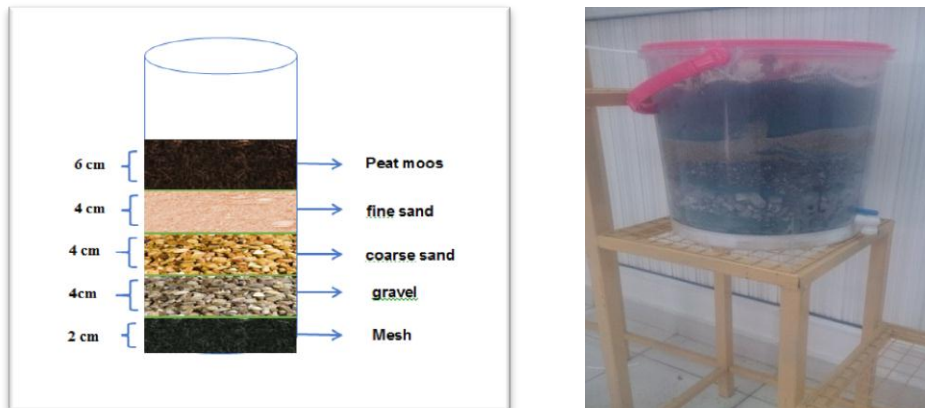 6 cm Peat moos
4 cm fine sand
4 cm coarse sand
4cm gravel
2 cm Mesh